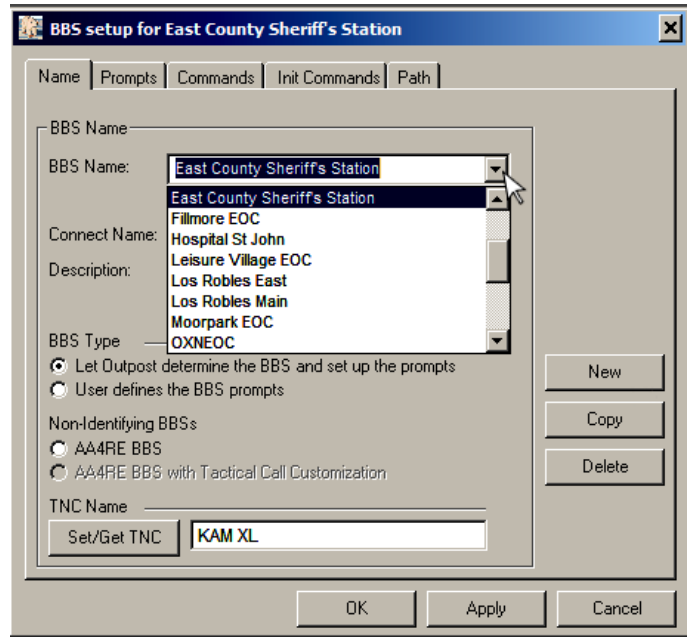 BBS setup for East County Sheriff's Station
Name Prompts Commands Init Commands Path
BBS Name
BBS Name: East County Sheriff's Station
East County Sheriff's Station
Fillmore EOC
Connect Name: Hospital St John
Leisure Village EOC
Description: Los Robles East
Los Robles Main
Moorpark EOC
OXNEOC
BBS Type
Let Outpost determine the BBS and set up the prompts
User defines the BBS prompts
New
Non-Identifying BBSs
Copy
AA4RE BBS
AA4RE BBS with Tactical Call Customization
Delete
TNC Name
Set/Get TNC KAM XL
OK Apply Cancel